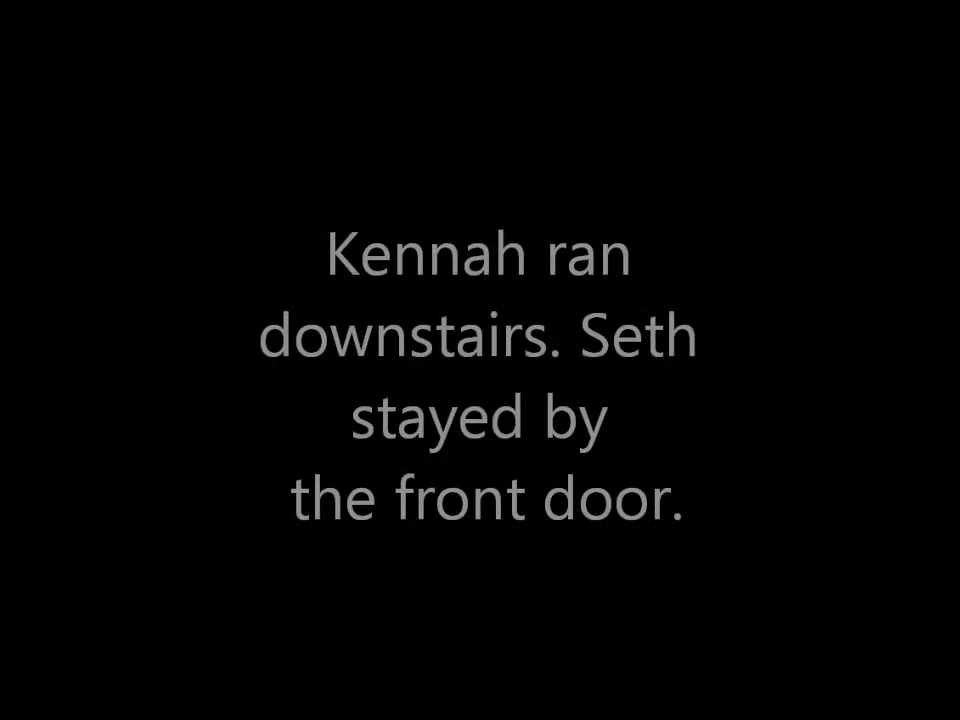 Kennah ran
downstairs. Seth
stayed by
the front door.